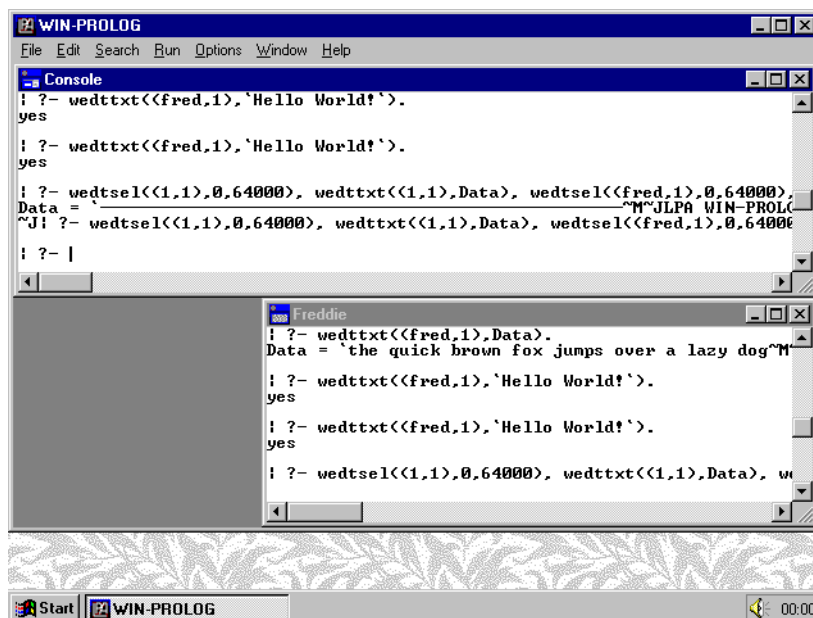 WIN-PROLOG
File Edit Search Run Options Window Help
Console
| ?- wedttxt((fred,1),`Hello World!`).
yes
| ?- wedttxt((fred,1),`Hello World!`).
yes
| ?- wedtsel((1,1),0,64000), wedttxt((1,1),Data), wedtsel((fred,1),0,64000),
Data = `────────────────────────────────────────~M~JLPA WIN-PROLO
~J| ?- wedtsel((1,1),0,64000), wedttxt((1,1),Data), wedtsel((fred,1),0,64000
| ?- |
Freddie
| ?- wedttxt((fred,1),Data).
Data = `the quick brown fox jumps over a lazy dog~M~
| ?- wedttxt((fred,1),`Hello World!`).
yes
| ?- wedttxt((fred,1),`Hello World!`).
yes
| ?- wedtsel((1,1),0,64000), wedttxt((1,1),Data), we
Start WIN-PROLOG 00:00